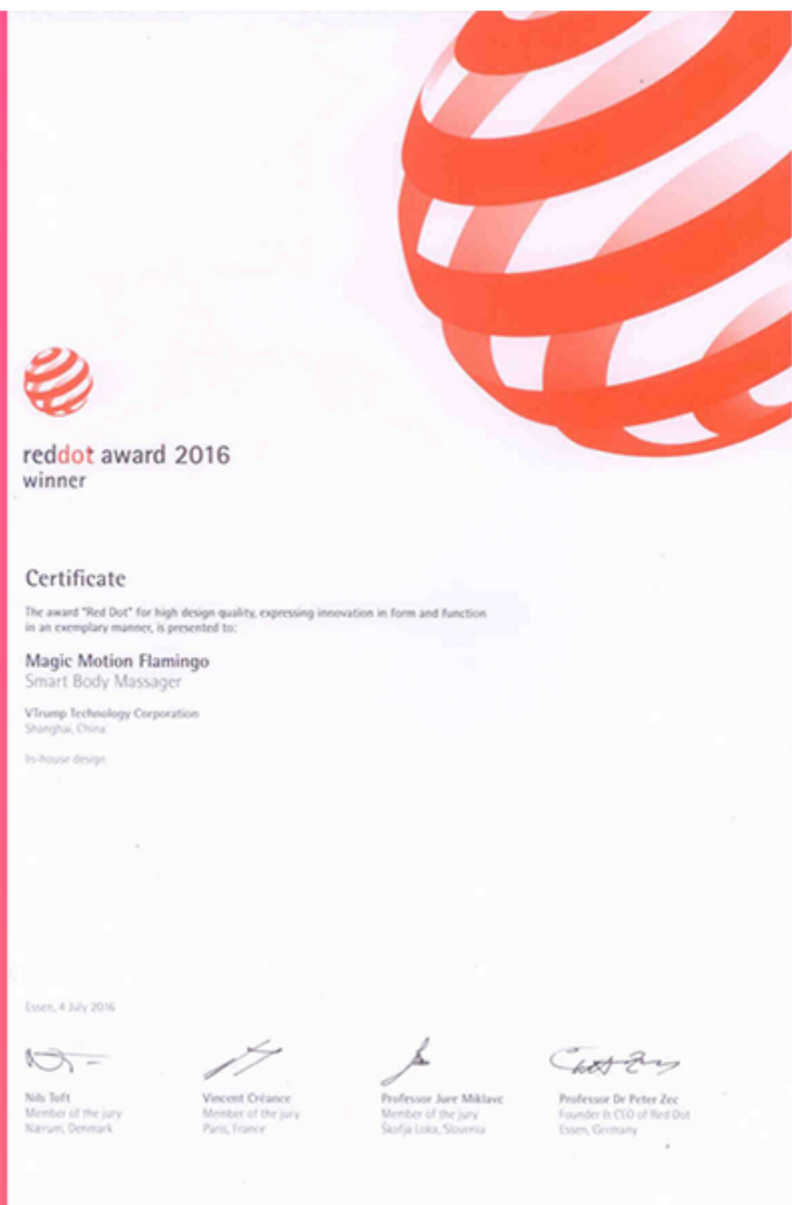 reddot award 2016
winner
Certificate
The award "Red Dot" for high design quality, expressing innovation in form and function
in an exemplary manner, is presented to:
Magic Motion Flamingo
Smart Body Massager
VTrump Technology Corporation
Shanghai, China
In-house design
Essen, 4 July 2016
Nils Toft
Member of the jury
Nærum, Denmark
Vincent Créance
Member of the jury
Paris, France
Professor Jure Miklavc
Member of the jury
Škofja Loka, Slovenia
Professor Dr Peter Zec
Founder & CEO of Red Dot
Essen, Germany